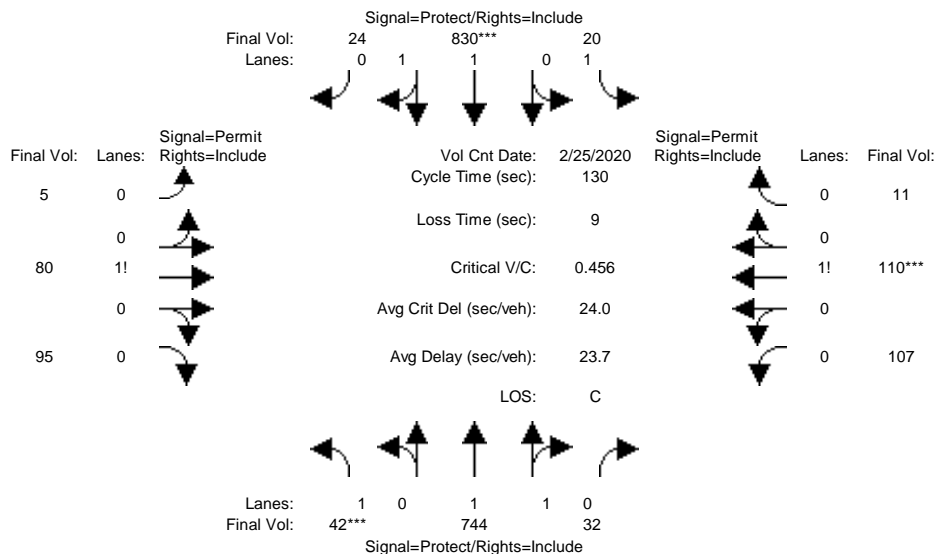 Signal=Protect/Rights=Include
Final Vol: 24 830*** 20
Lanes: 0 1 1 0 1
Signal=Permit Signal=Permit
Final Vol: Lanes: Rights=Include Vol Cnt Date: 2/25/2020 Rights=Include Lanes: Final Vol:
Cycle Time (sec): 130
5 0 0 11
Loss Time (sec): 9
0 0
80 1! Critical V/C: 0.456 1! 110***
0 Avg Crit Del (sec/veh): 24.0 0
95 0 Avg Delay (sec/veh): 23.7 0 107
LOS: C
Lanes: 1 0 1 1 0
Final Vol: 42*** 744 32
Signal=Protect/Rights=Include